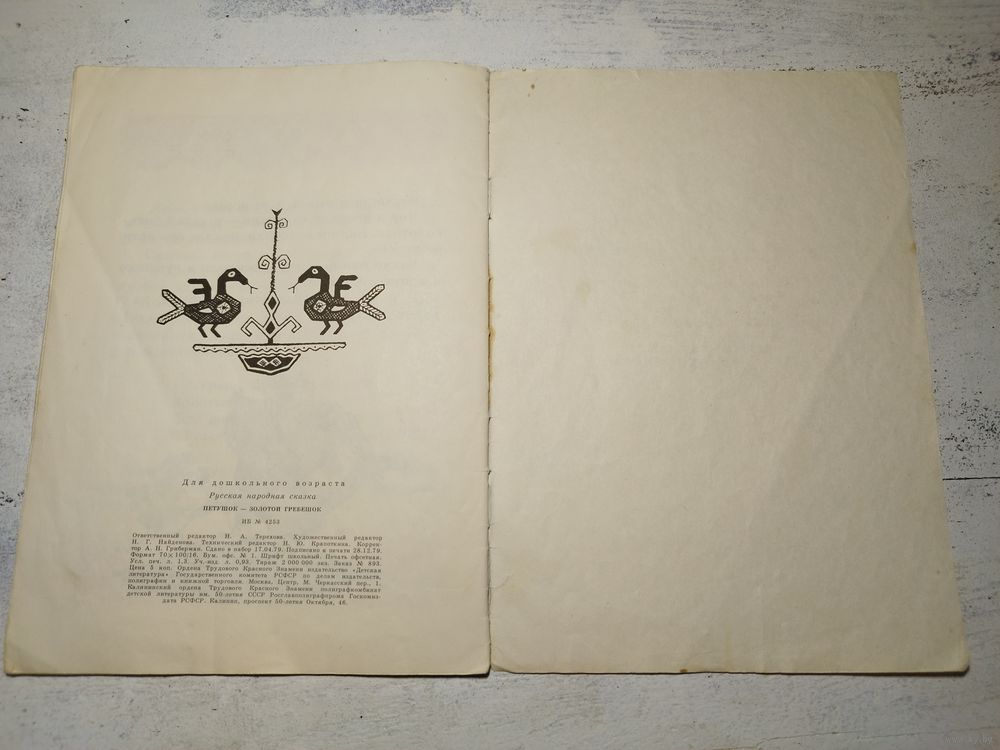 Для дошкольного возраста
Русская народная сказка
ПЕТУШОК — ЗОЛОТОЙ ГРЕБЕШОК
ИБ № 4253
Ответственный редактор Н. А. Терехова. Художественный редактор
Н. Г. Найденова. Технический редактор Н. Ю. Крапоткина. Коррек-
тор А. Н. Гриберман. Сдано в набор 17.04.79. Подписано к печати 28.12.79.
Формат 70×100/16. Бум. офс. № 1. Шрифт школьный. Печать офсетная.
Усл. печ. л. 1,3. Уч.-изд. л. 0,93. Тираж 2 000 000 экз. Заказ № 893.
Цена 5 коп. Ордена Трудового Красного Знамени издательство «Детская
литература» Государственного комитета РСФСР по делам издательств,
полиграфии и книжной торговли. Москва, Центр, М. Черкасский пер., 1.
Калининский ордена Трудового Красного Знамени полиграфкомбинат
детской литературы им. 50-летия СССР Росглавполиграфпрома Госкомиз-
дата РСФСР. Калинин, проспект 50-летия Октября, 46.